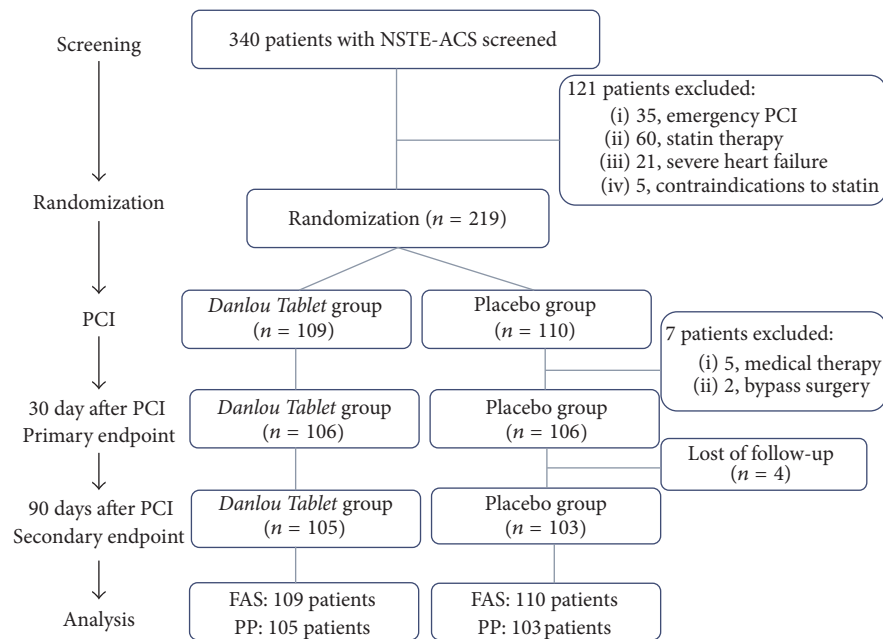 Screening
340 patients with NSTE-ACS screened
121 patients excluded:
(i) 35, emergency PCI
(ii) 60, statin therapy
(iii) 21, severe heart failure
(iv) 5, contraindications to statin
Randomization
Randomization (n = 219)
PCI
Danlou Tablet group
(n = 109)
Placebo group
(n = 110)
7 patients excluded:
(i) 5, medical therapy
(ii) 2, bypass surgery
30 day after PCI
Primary endpoint
Danlou Tablet group
(n = 106)
Placebo group
(n = 106)
Lost of follow-up
(n = 4)
90 days after PCI
Secondary endpoint
Danlou Tablet group
(n = 105)
Placebo group
(n = 103)
Analysis
FAS: 109 patients
PP: 105 patients
FAS: 110 patients
PP: 103 patients